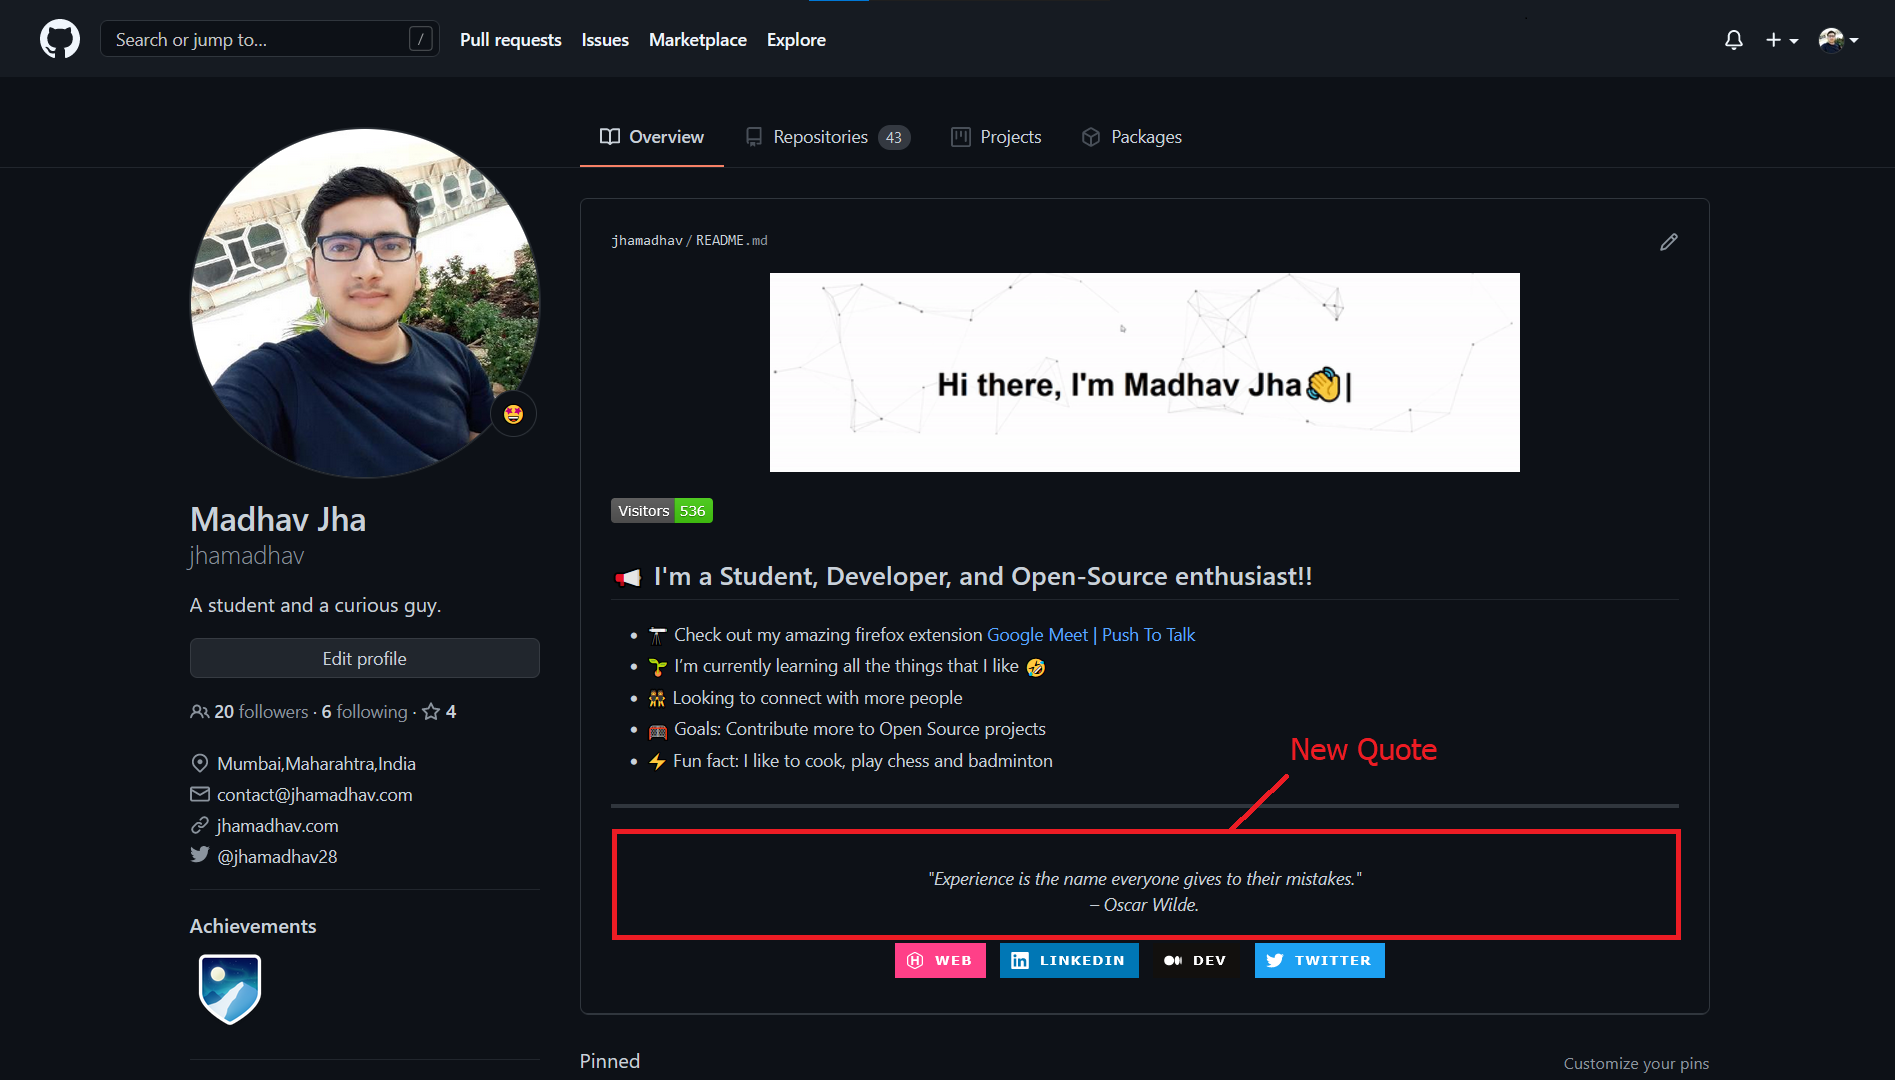 Search or jump to... /
Pull requests Issues Marketplace Explore
Overview Repositories 43 Projects Packages
Madhav Jha
jhamadhav
A student and a curious guy.
Edit profile
20 followers · 6 following · 4
Mumbai,Maharahtra,India
contact@jhamadhav.com
jhamadhav.com
@jhamadhav28
Achievements
jhamadhav/README.md
Hi there, I'm Madhav Jha👋|
Visitors 536
I'm a Student, Developer, and Open-Source enthusiast!!
Check out my amazing firefox extension Google Meet | Push To Talk
I’m currently learning all the things that I like 🤣
Looking to connect with more people
Goals: Contribute more to Open Source projects
⚡ Fun fact: I like to cook, play chess and badminton
New Quote
"Experience is the name everyone gives to their mistakes."
– Oscar Wilde.
WEB LINKEDIN DEV TWITTER
Pinned
Customize your pins